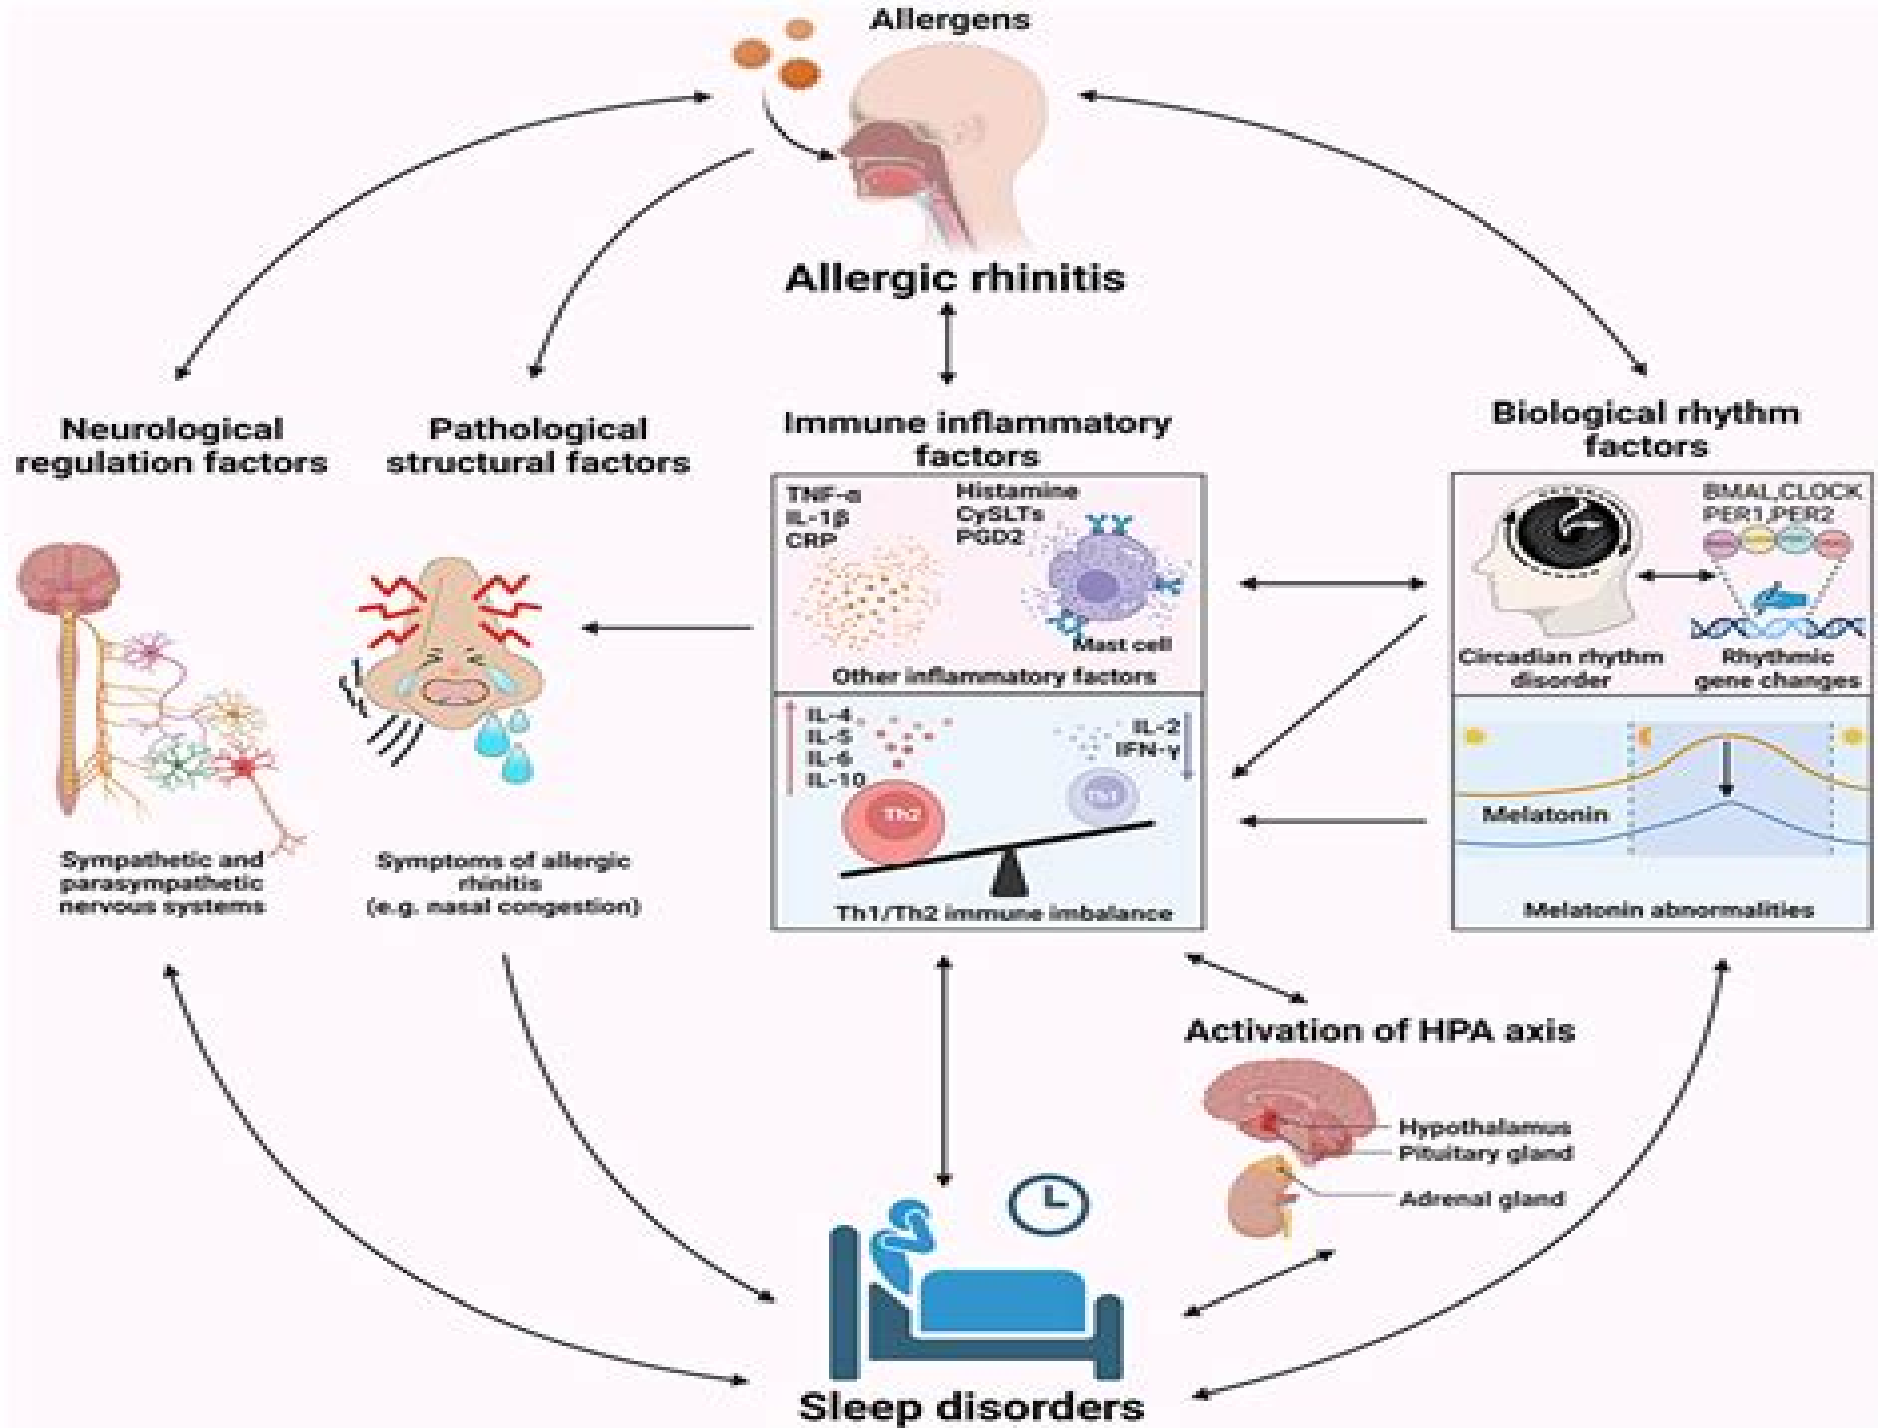 Allergens
Allergic rhinitis
Neurological
regulation factors
Pathological
structural factors
Immune inflammatory
factors
Biological rhythm
factors
TNF-α
IL-1β
CRP
Histamine
CySLTs
PGD2
Mast cell
Other inflammatory factors
IL-4
IL-5
IL-6
IL-10
IL-2
IFN-γ
Th2
Th1
Th1/Th2 immune imbalance
BMAL,CLOCK
PER1,PER2
Circadian rhythm
disorder
Rhythmic
gene changes
Melatonin
Melatonin abnormalities
Sympathetic and
parasympathetic
nervous systems
Symptoms of allergic
rhinitis
(e.g. nasal congestion)
Activation of HPA axis
Hypothalamus
Pituitary gland
Adrenal gland
Sleep disorders